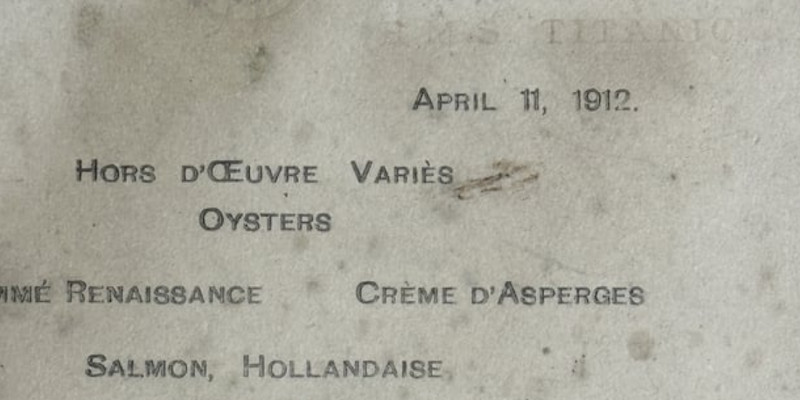 R.M.S. TITANIC
APRIL 11, 1912.
HORS D'ŒUVRE VARIÈS
OYSTERS
RENAISSANCE CRÈME D'ASPERGES
SALMON, HOLLANDAISE